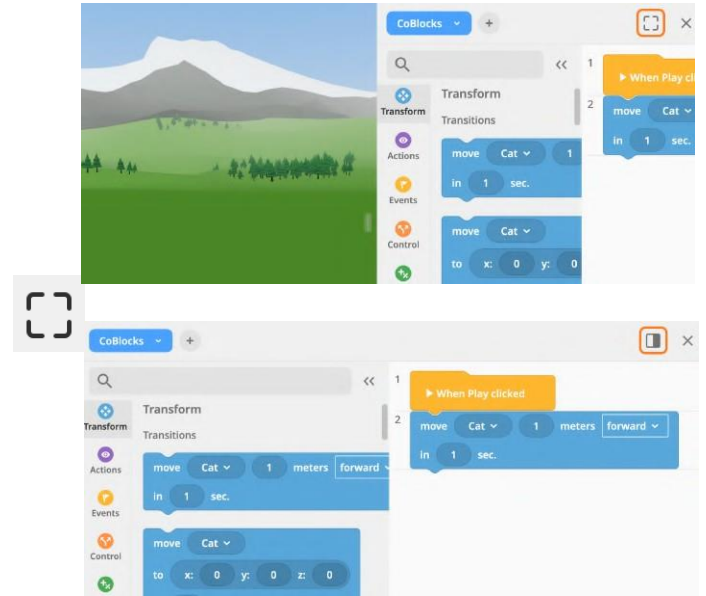 CoBlocks
1
Transform
When Play cl
Transform
Transitions
2
move Cat
Actions
move Cat 1
in 1 sec.
in 1 sec.
Events
move Cat
Control
to x: 0 y: 0
CoBlocks
1
Transform
When Play clicked
Transform
Transitions
2
move Cat 1 meters forward
Actions
move Cat 1 meters forward
in 1 sec.
in 1 sec.
Events
move Cat
Control
to x: 0 y: 0 z: 0